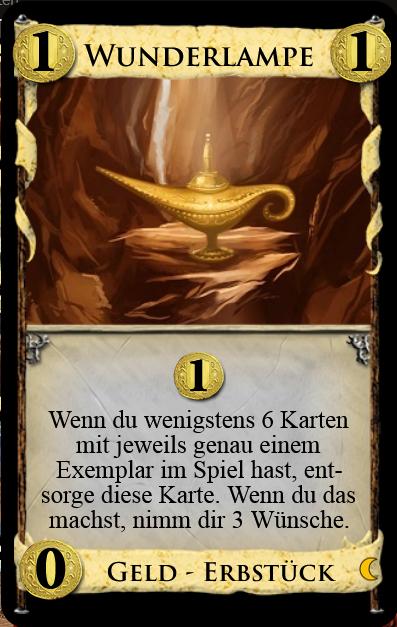 1 WUNDERLAMPE 1
1
Wenn du wenigstens 6 Karten
mit jeweils genau einem
Exemplar im Spiel hast, ent-
sorge diese Karte. Wenn du das
machst, nimm dir 3 Wünsche.
0 GELD - ERBSTÜCK